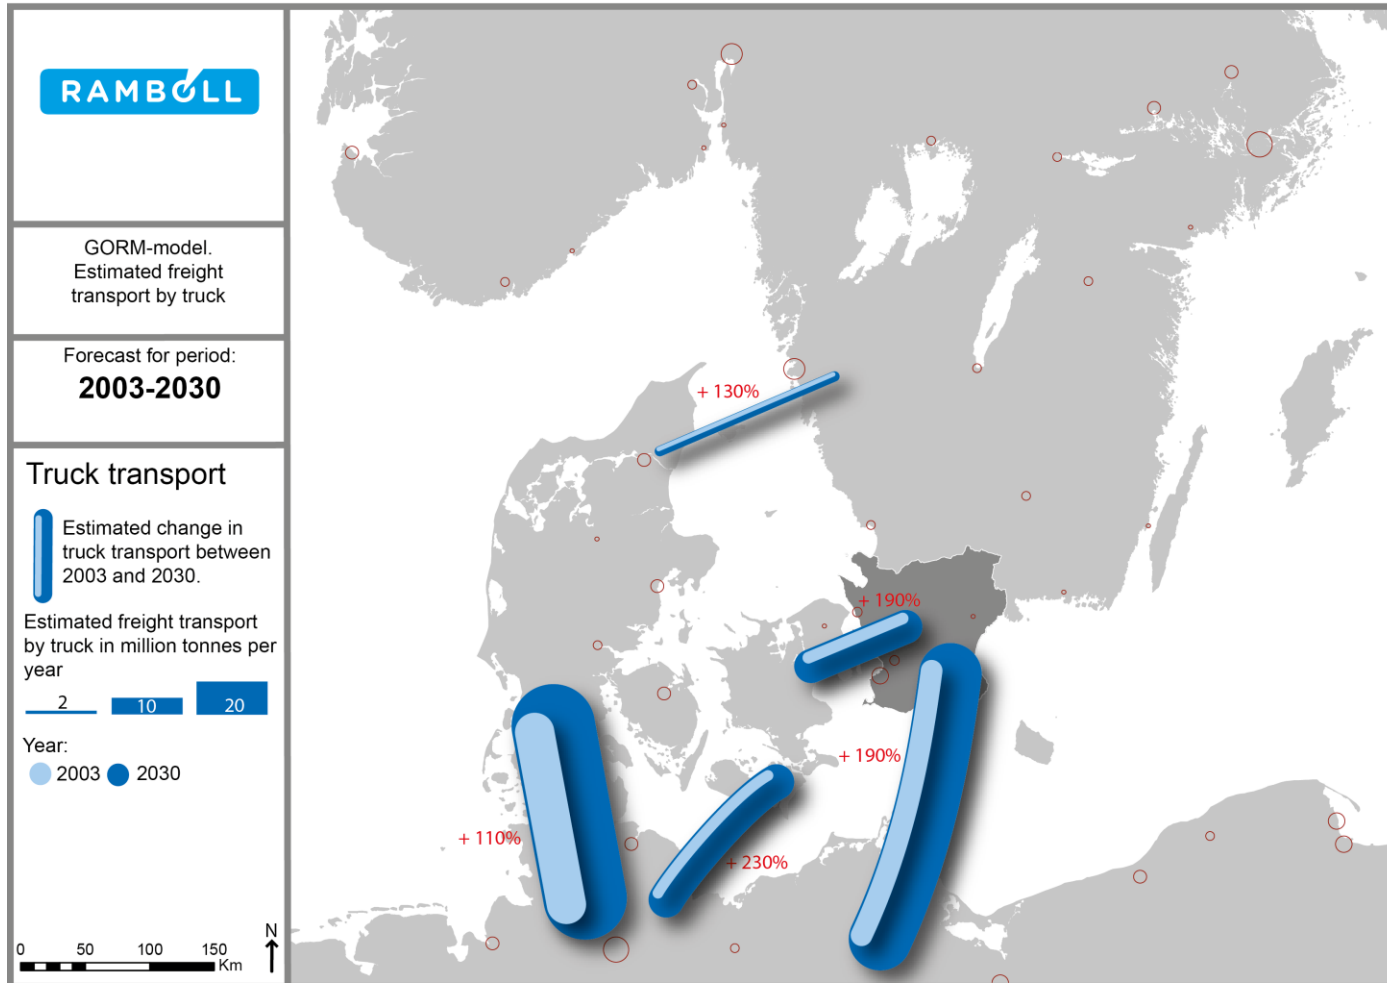 RAMBOLL
GORM-model.
Estimated freight
transport by truck
Forecast for period:
2003-2030
Truck transport
Estimated change in
truck transport between
2003 and 2030.
Estimated freight transport
by truck in million tonnes per
year
2 10 20
Year:
2003 2030
0 50 100 150
Km
N
+ 130%
+ 190%
+ 190%
+ 110%
+ 230%